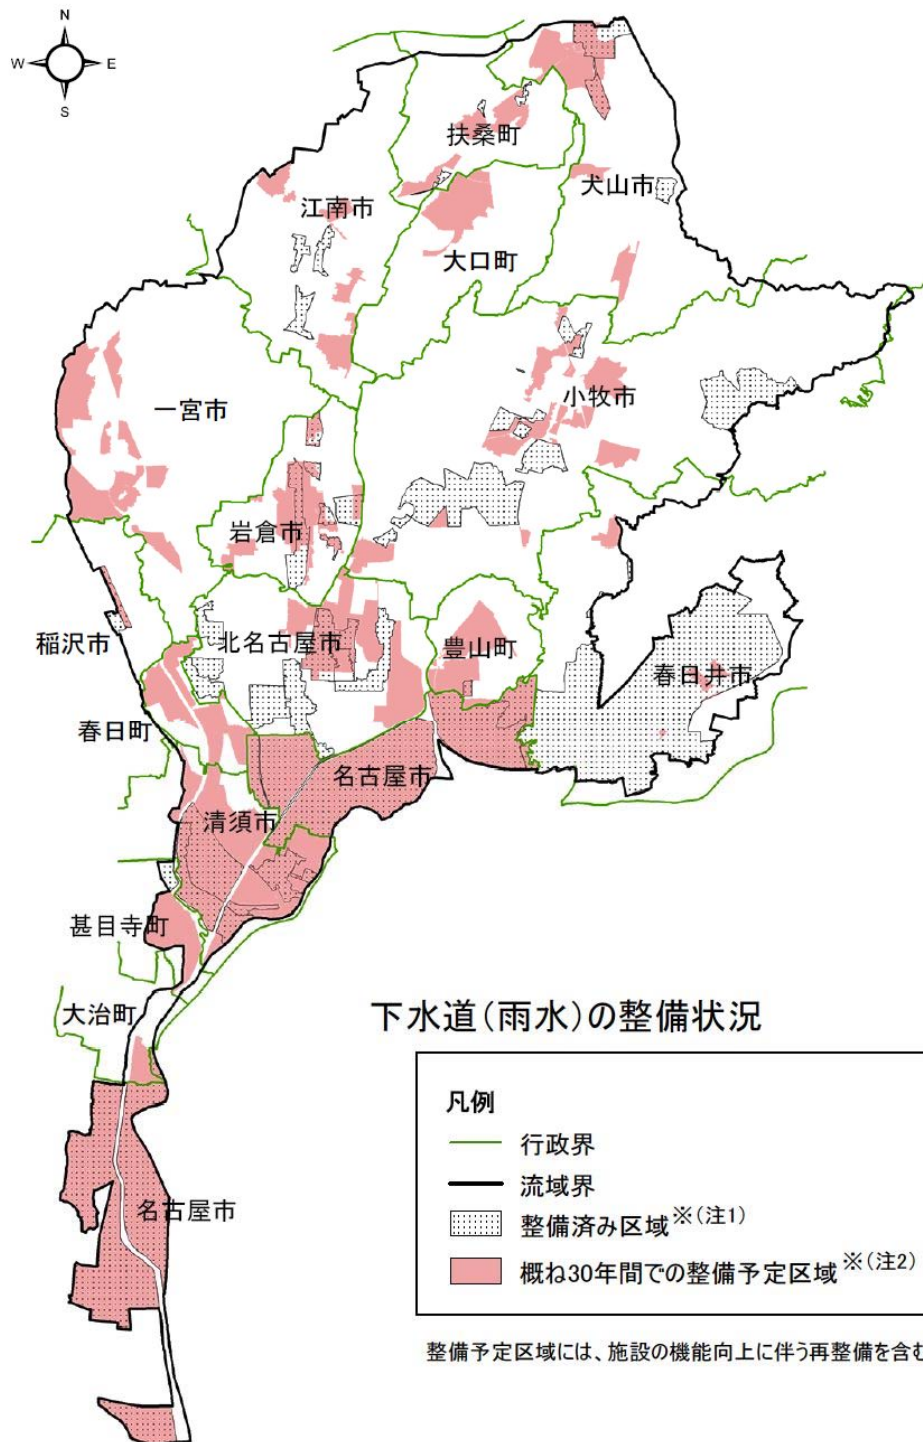 N
W E
S
扶桑町
犬山市
江南市
大口町
小牧市
一宮市
岩倉市
稲沢市
北名古屋市
豊山町
春日井市
春日町
名古屋市
清須市
甚目寺町
大治町
下水道(雨水)の整備状況
凡例
行政界
流域界
整備済み区域※(注1)
概ね30年間での整備予定区域※(注2)
名古屋市
整備予定区域には、施設の機能向上に伴う再整備を含む